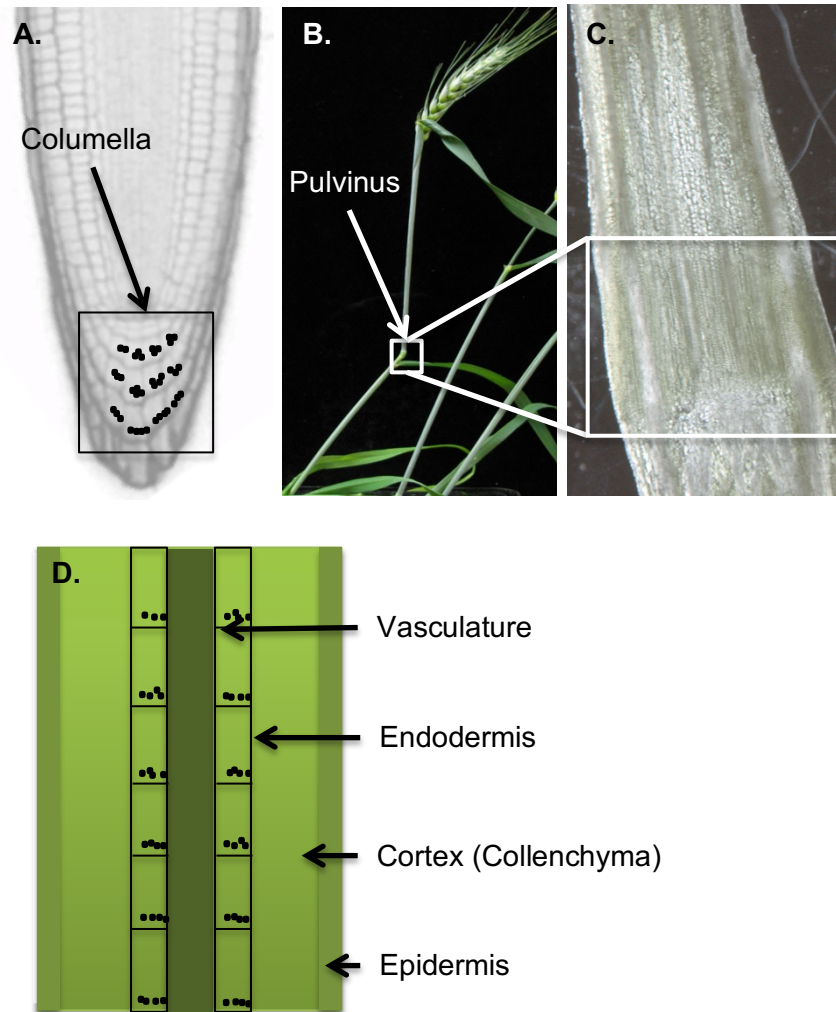 A.
B.
C.
Columella
Pulvinus
D.
Vasculature
Endodermis
Cortex (Collenchyma)
Epidermis